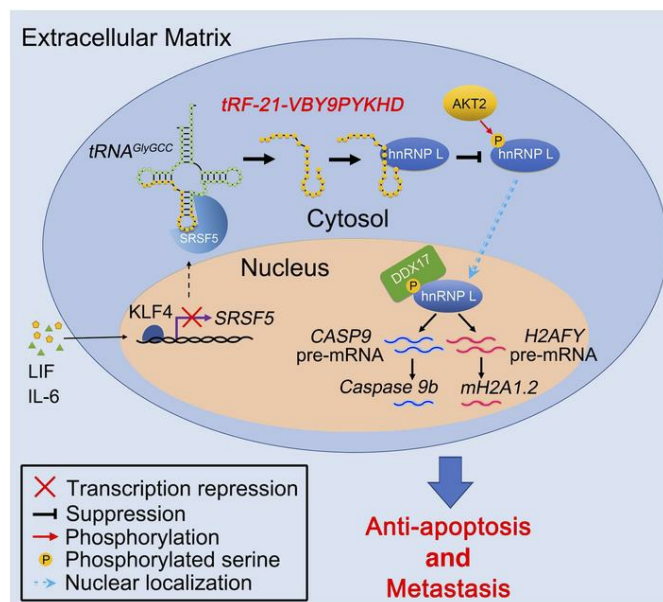 Extracellular Matrix
tRF-21-VBY9PYKHD
AKT2
P
tRNAGlyGCC
hnRNP L
hnRNP L
SRSF5
Cytosol
Nucleus
DDX17
P
hnRNP L
KLF4
SRSF5
CASP9
pre-mRNA
H2AFY
pre-mRNA
LIF
IL-6
Caspase 9b
mH2A1.2
Transcription repression
Suppression
Phosphorylation
P Phosphorylated serine
Nuclear localization
Anti-apoptosis
and
Metastasis